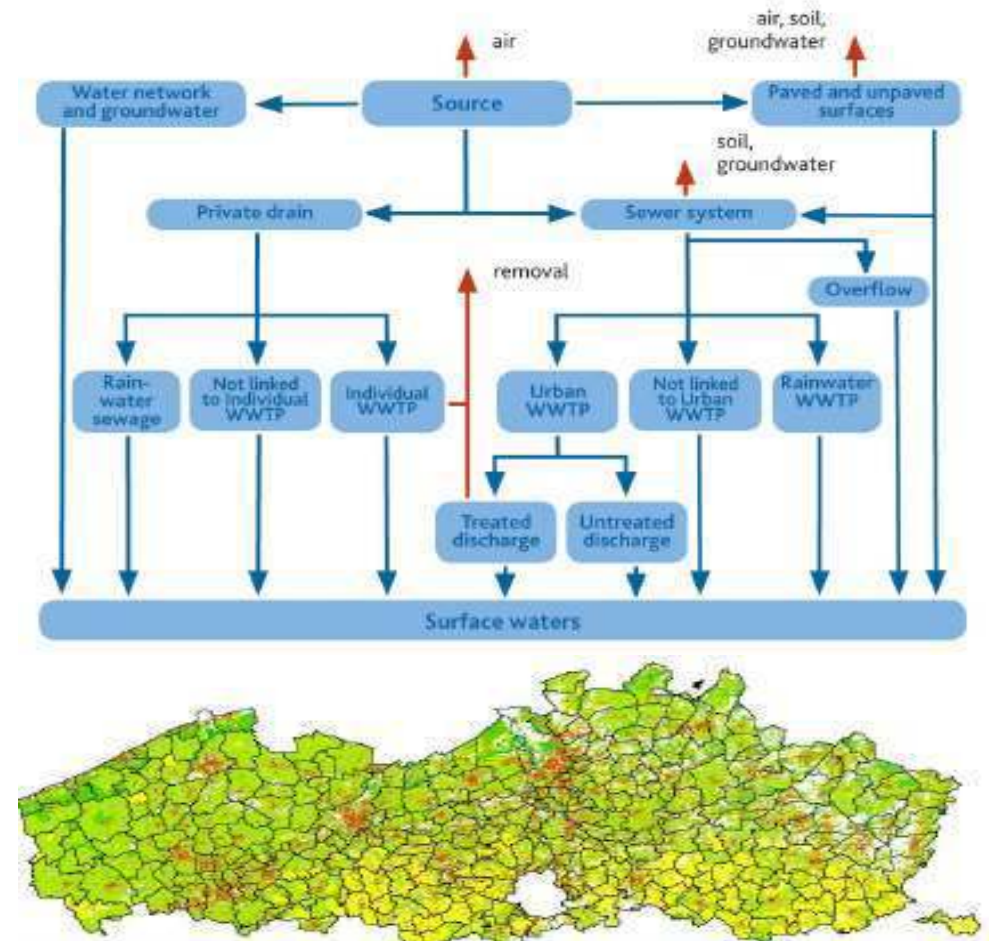 air
air, soil,
groundwater
Water network
and groundwater
Source
Paved and unpaved
surfaces
soil,
groundwater
Private drain
Sewer system
removal
Overflow
Rain-
water
sewage
Not linked
to Individual
WWTP
Individual
WWTP
Urban
WWTP
Not linked
to Urban
WWTP
Rainwater
WWTP
Treated
discharge
Untreated
discharge
Surface waters